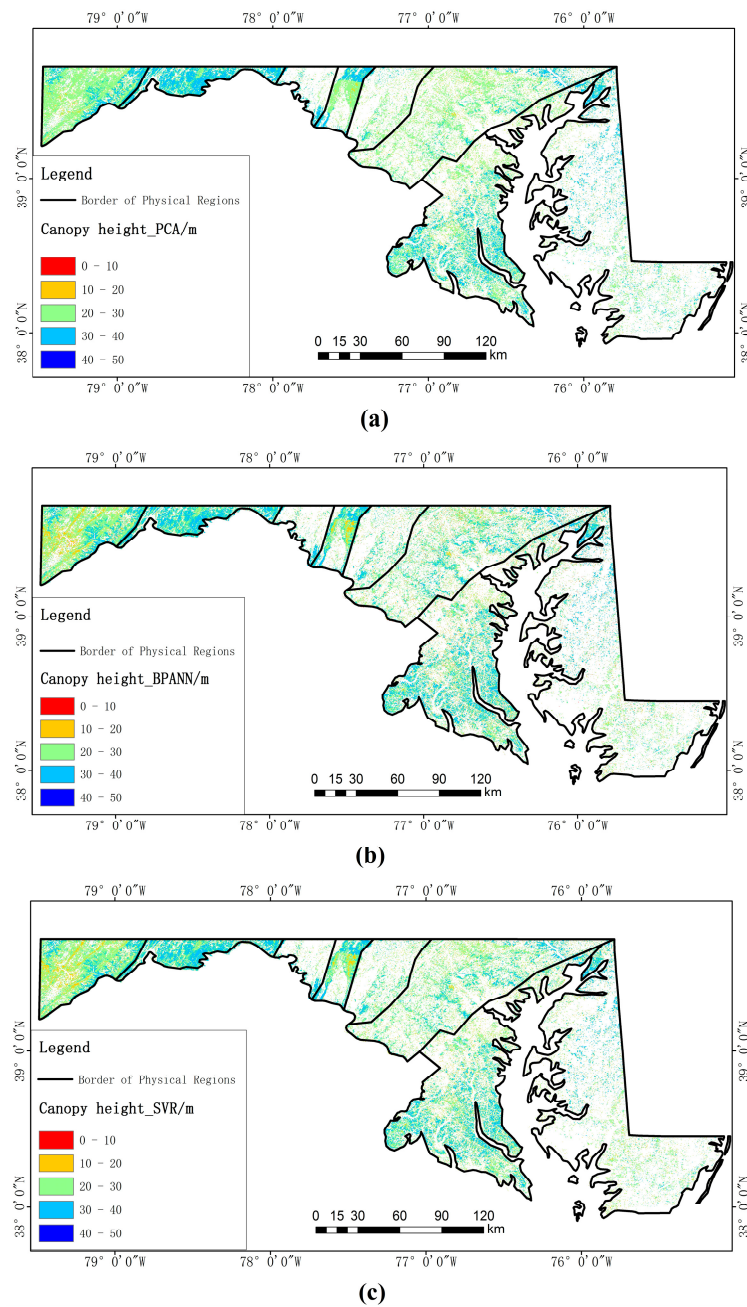 79° 0′0″W 78° 0′0″W 77° 0′0″W 76° 0′0″W
39° 0′0″N 39° 0′0″N
38° 0′0″N 38° 0′0″N
Legend
Border of Physical Regions
Canopy height_PCA/m
0 - 10
10 - 20
20 - 30
30 - 40
40 - 50
0 15 30 60 90 120
km
79° 0′0″W 78° 0′0″W 77° 0′0″W 76° 0′0″W
(a)
79° 0′0″W 78° 0′0″W 77° 0′0″W 76° 0′0″W
39° 0′0″N 39° 0′0″N
38° 0′0″N 38° 0′0″N
Legend
Border of Physical Regions
Canopy height_BPANN/m
0 - 10
10 - 20
20 - 30
30 - 40
40 - 50
0 15 30 60 90 120
km
79° 0′0″W 78° 0′0″W 77° 0′0″W 76° 0′0″W
(b)
79° 0′0″W 78° 0′0″W 77° 0′0″W 76° 0′0″W
39° 0′0″N 39° 0′0″N
38° 0′0″N 38° 0′0″N
Legend
Border of Physical Regions
Canopy height_SVR/m
0 - 10
10 - 20
20 - 30
30 - 40
40 - 50
0 15 30 60 90 120
km
79° 0′0″W 78° 0′0″W 77° 0′0″W 76° 0′0″W
(c)